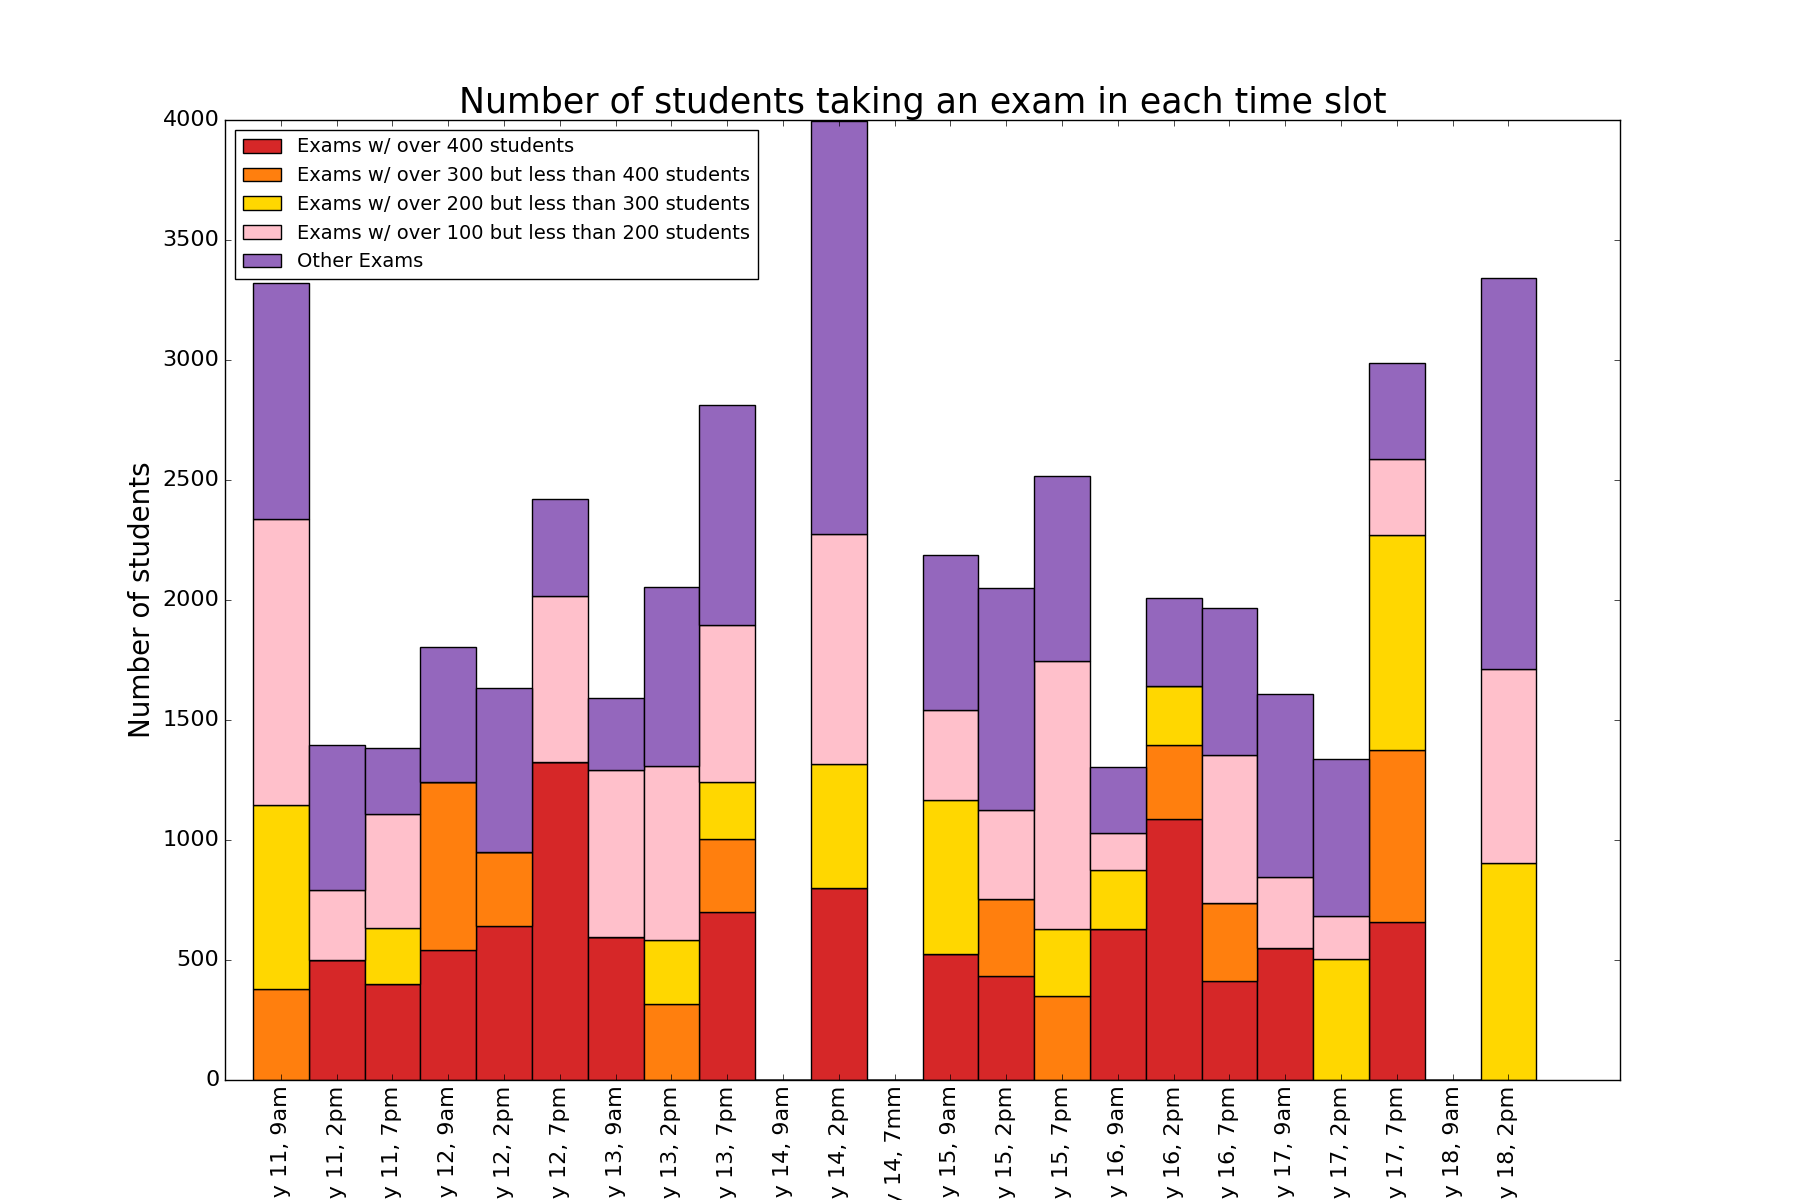 Number of students taking an exam in each time slot
4000
3500
3000
2500
2000
1500
1000
500
0
Number of students
Exams w/ over 400 students
Exams w/ over 300 but less than 400 students
Exams w/ over 200 but less than 300 students
Exams w/ over 100 but less than 200 students
Other Exams
y 11, 9am
y 11, 2pm
y 11, 7pm
y 12, 9am
y 12, 2pm
y 12, 7pm
y 13, 9am
y 13, 2pm
y 13, 7pm
y 14, 9am
y 14, 2pm
y 14, 7mm
y 15, 9am
y 15, 2pm
y 15, 7pm
y 16, 9am
y 16, 2pm
y 16, 7pm
y 17, 9am
y 17, 2pm
y 17, 7pm
y 18, 9am
y 18, 2pm